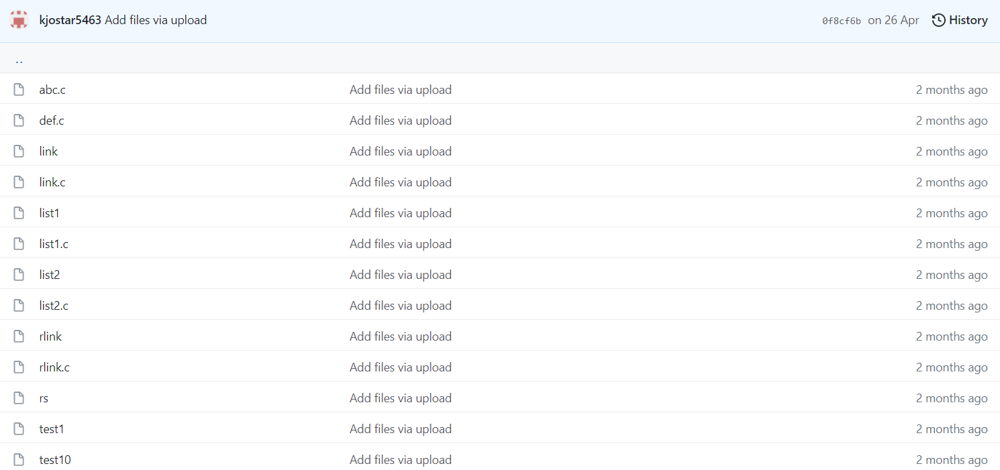 kjostar5463 Add files via upload 0f8cf6b on 26 Apr History
..
abc.c Add files via upload 2 months ago
def.c Add files via upload 2 months ago
link Add files via upload 2 months ago
link.c Add files via upload 2 months ago
list1 Add files via upload 2 months ago
list1.c Add files via upload 2 months ago
list2 Add files via upload 2 months ago
list2.c Add files via upload 2 months ago
rlink Add files via upload 2 months ago
rlink.c Add files via upload 2 months ago
rs Add files via upload 2 months ago
test1 Add files via upload 2 months ago
test10 Add files via upload 2 months ago